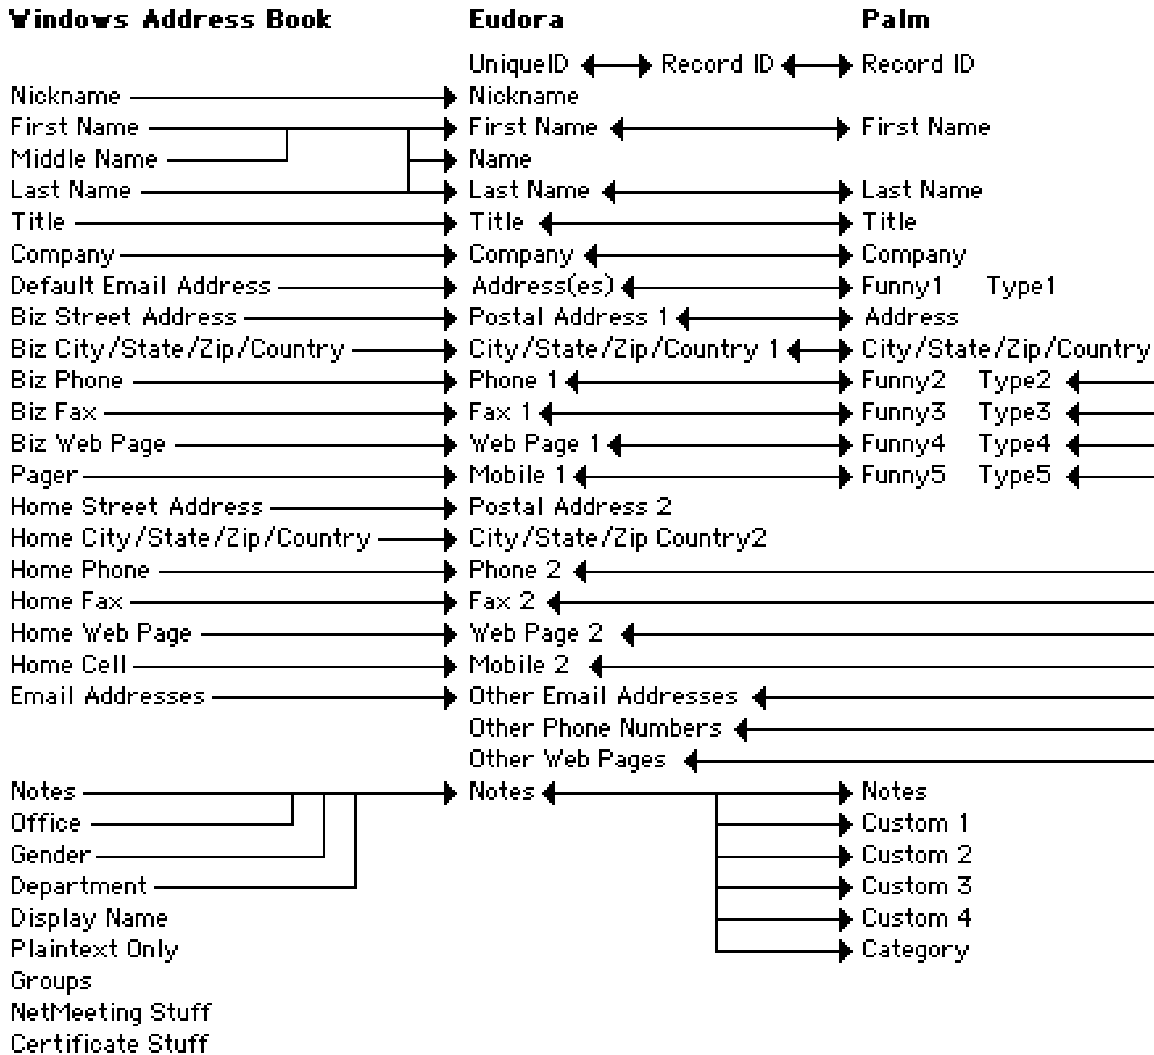 Windows Address Book Eudora Palm
UniqueID Record ID Record ID
Nickname Nickname
First Name First Name First Name
Middle Name Name
Last Name Last Name Last Name
Title Title Title
Company Company Company
Default Email Address Address(es) Funny1 Type1
Biz Street Address Postal Address 1 Address
Biz City/State/Zip/Country City/State/Zip/Country 1 City/State/Zip/Country
Biz Phone Phone 1 Funny2 Type2
Biz Fax Fax 1 Funny3 Type3
Biz Web Page Web Page 1 Funny4 Type4
Pager Mobile 1 Funny5 Type5
Home Street Address Postal Address 2
Home City/State/Zip/Country City/State/Zip Country2
Home Phone Phone 2
Home Fax Fax 2
Home Web Page Web Page 2
Home Cell Mobile 2
Email Addresses Other Email Addresses
Other Phone Numbers
Other Web Pages
Notes Notes Notes
Office Custom 1
Gender Custom 2
Department Custom 3
Display Name Custom 4
Plaintext Only Category
Groups
NetMeeting Stuff
Certificate Stuff